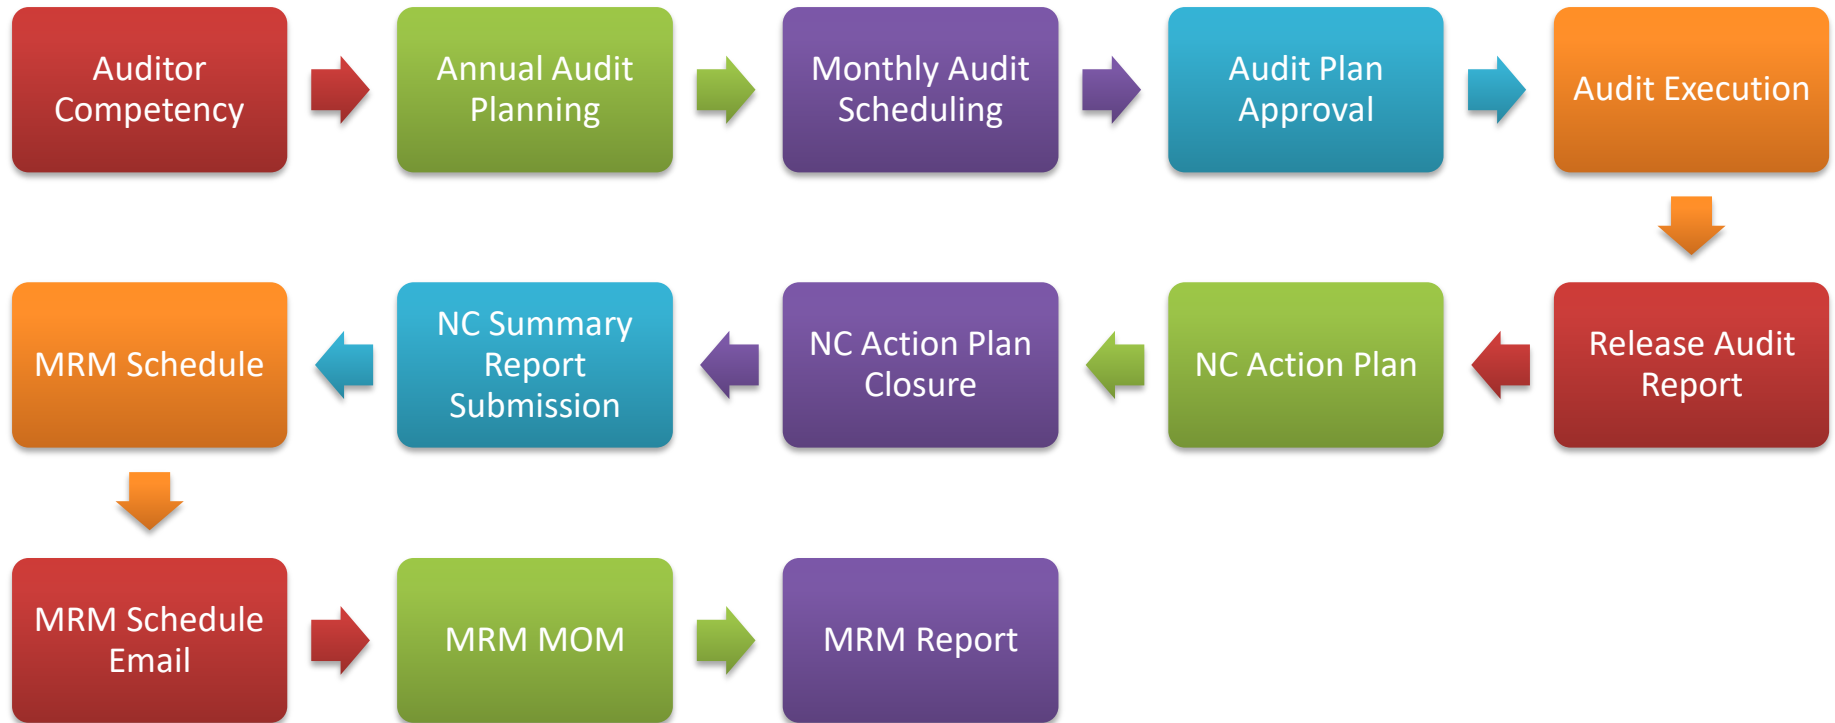 Auditor
Competency
Annual Audit
Planning
Monthly Audit
Scheduling
Audit Plan
Approval
Audit Execution
Release Audit
Report
NC Action Plan
NC Action Plan
Closure
NC Summary
Report
Submission
MRM Schedule
MRM Schedule
Email
MRM MOM
MRM Report